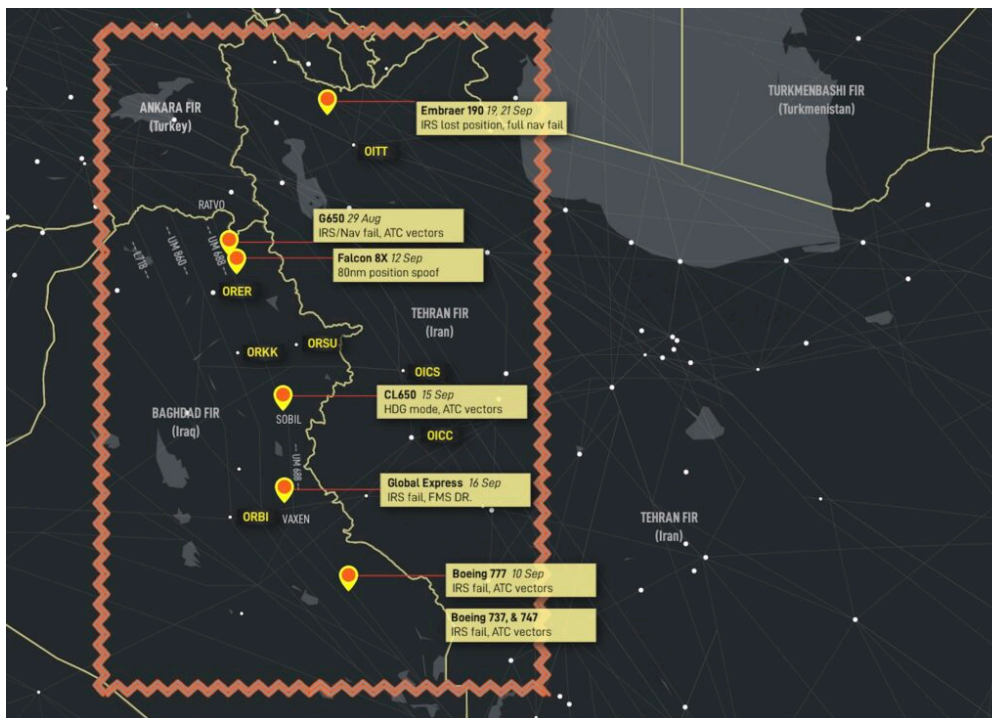 ANKARA FIR
(Turkey)
TURKMENBASHI FIR
(Turkmenistan)
Embraer 190 19, 21 Sep
IRS lost position, full nav fail
OITT
RATVO
G650 29 Aug
IRS/Nav fail, ATC vectors
Falcon 8X 12 Sep
80nm position spoof
--- UM 688 ---
--- UM 860 ---
ORER
TEHRAN FIR
(Iran)
ORKK
ORSU
OICS
CL650 15 Sep
HDG mode, ATC vectors
BAGHDAD FIR
(Iraq)
SOBIL
OICC
-- UM 688 --
Global Express 16 Sep
IRS fail, FMS DR.
ORBI
VAXEN
TEHRAN FIR
(Iran)
Boeing 777 10 Sep
IRS fail, ATC vectors
Boeing 737, & 747
IRS fail, ATC vectors